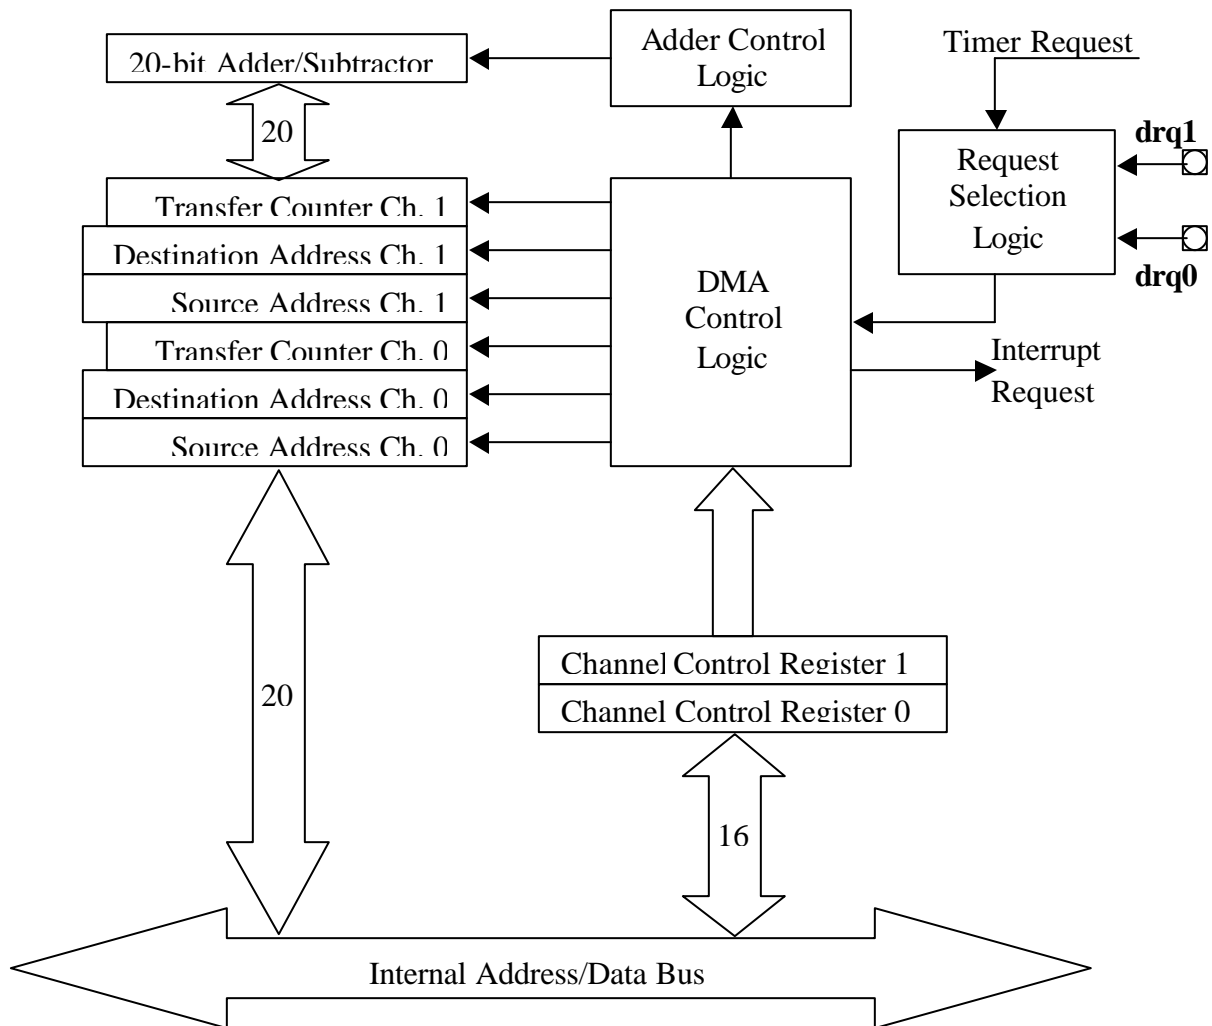 20-bit Adder/Subtractor
Adder Control
Logic
Timer Request
20
drq1
Request
Selection
Logic
drq0
Transfer Counter Ch. 1
Destination Address Ch. 1
Source Address Ch. 1
Transfer Counter Ch. 0
Destination Address Ch. 0
Source Address Ch. 0
DMA
Control
Logic
Interrupt
Request
20
Channel Control Register 1
Channel Control Register 0
16
Internal Address/Data Bus